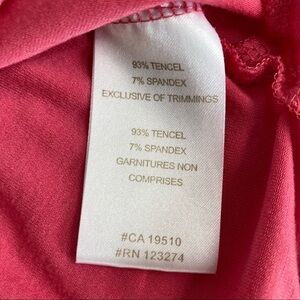 93% TENCEL
7% SPANDEX
EXCLUSIVE OF TRIMMINGS
93% TENCEL
7% SPANDEX
GARNITURES NON
COMPRISES
#CA 19510
#RN 123274